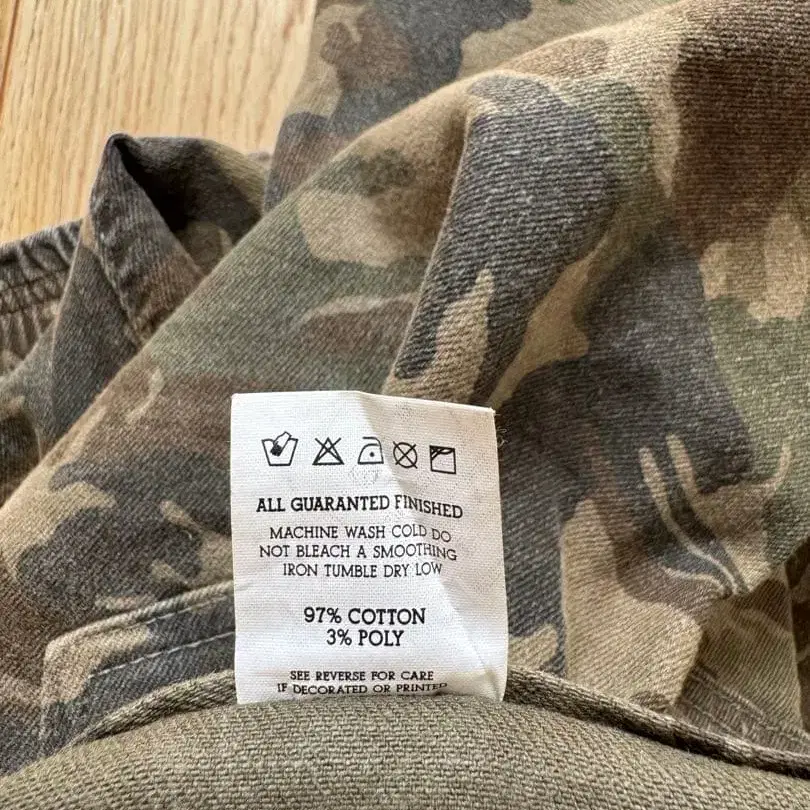 ALL GUARANTED FINISHED
MACHINE WASH COLD DO
NOT BLEACH A SMOOTHING
IRON TUMBLE DRY LOW
97% COTTON
3% POLY
SEE REVERSE FOR CARE
IF DECORATED OR PRINTED